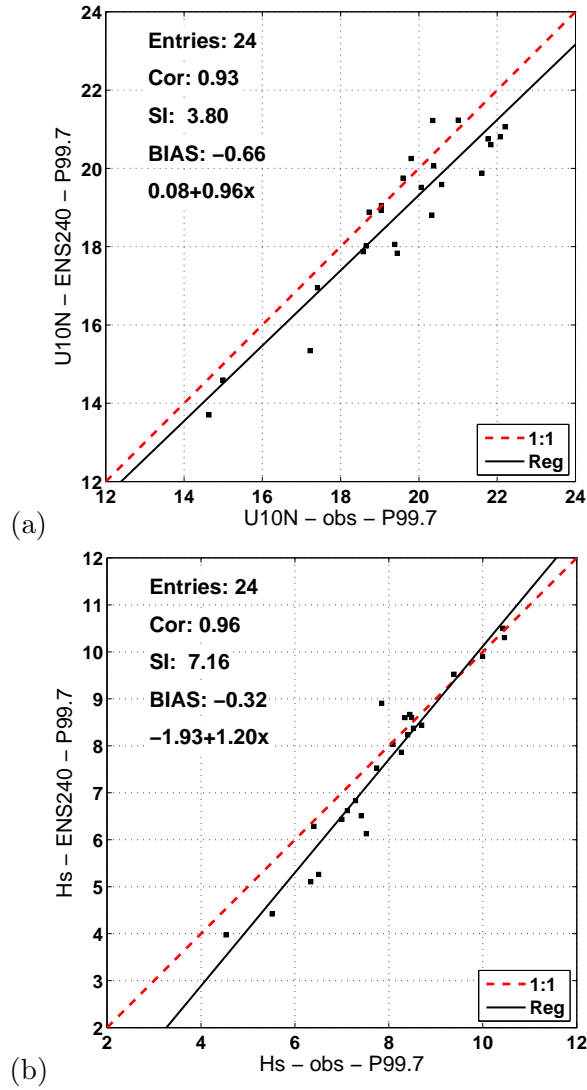 24
22
20
18
16
14
12
U10N – ENS240 – P99.7
Entries: 24
Cor: 0.93
SI: 3.80
BIAS: –0.66
0.08+0.96x
1:1
Reg
12 14 16 18 20 22 24
U10N – obs – P99.7
(a)
12
11
10
9
8
7
6
5
4
3
2
Hs – ENS240 – P99.7
Entries: 24
Cor: 0.96
SI: 7.16
BIAS: –0.32
–1.93+1.20x
1:1
Reg
2 4 6 8 10 12
Hs – obs – P99.7
(b)